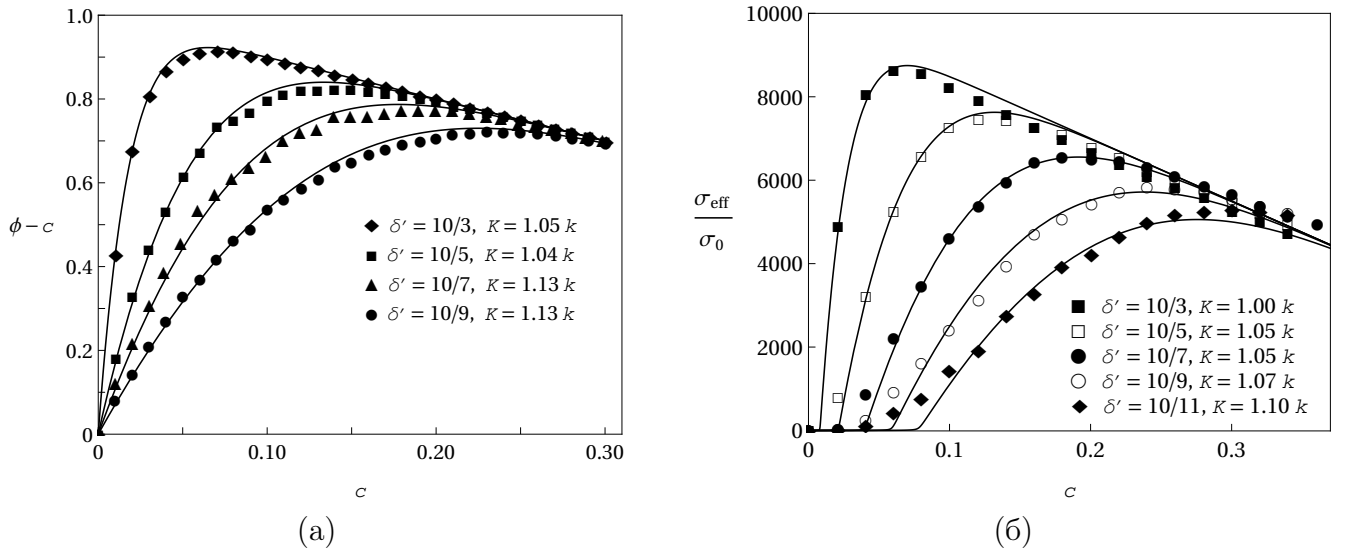 1.0
0.8
0.6
0.4
0.2
0
ϕ − c
0
0.10
0.20
0.30
c
δ′ = 10/3, K = 1.05 k
δ′ = 10/5, K = 1.04 k
δ′ = 10/7, K = 1.13 k
δ′ = 10/9, K = 1.13 k
(а)
10000
8000
6000
4000
2000
0
σeff
σ0
0
0.1
0.2
0.3
c
δ′ = 10/3, K = 1.00 k
δ′ = 10/5, K = 1.05 k
δ′ = 10/7, K = 1.05 k
δ′ = 10/9, K = 1.07 k
δ′ = 10/11, K = 1.10 k
(б)